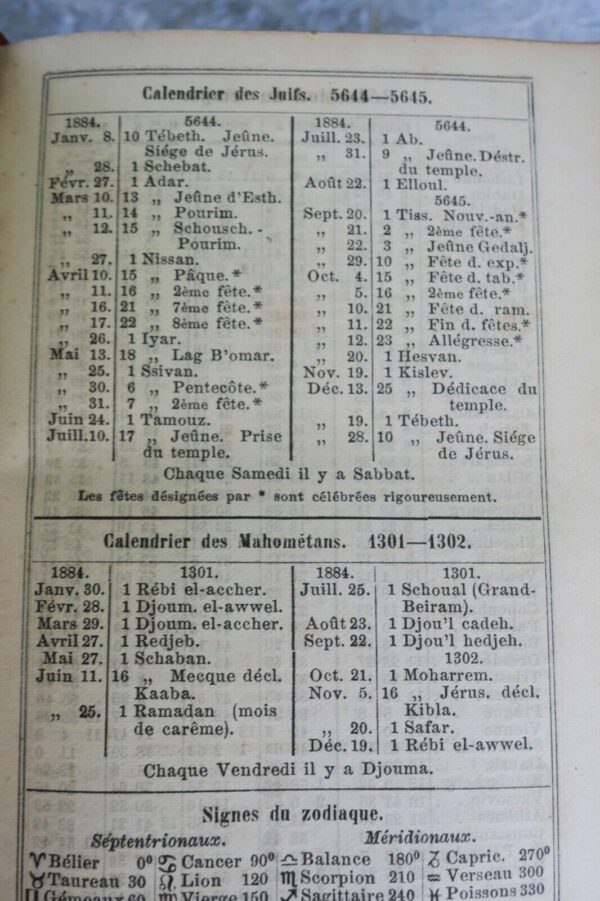 Calendrier des Juifs. 5644—5645.
1884. 5644.
Janv. 8. 10 Tébeth. Jeûne.
Siége de Jérus.
„ 28. 1 Schebat.
Févr. 27. 1 Adar.
Mars 10. 13 „ Jeûne d'Esth.
„ 11. 14 „ Pourim.
„ 12. 15 „ Schousch. -
Pourim.
„ 27. 1 Nissan.
Avril 10. 15 „ Pâque.*
„ 11. 16 „ 2ème fête.*
„ 16. 21 „ 7ème fête.*
„ 17. 22 „ 8ème fête.*
„ 26. 1 Iyar.
Mai 13. 18 „ Lag B'omar.
„ 25. 1 Ssivan.
„ 30. 6 „ Pentecôte.*
„ 31. 7 „ 2ème fête.*
Juin 24. 1 Tamouz.
Juill. 10. 17 „ Jeûne. Prise
du temple.
1884. 5644.
Juill. 23. 1 Ab.
„ 31. 9 „ Jeûne. Déstr.
du temple.
Août 22. 1 Elloul.
5645.
Sept. 20. 1 Tiss. Nouv.-an.*
„ 21. 2 „ 2ème fête.*
„ 22. 3 „ Jeûne Gedalj.
„ 29. 10 „ Fête d. exp.*
Oct. 4. 15 „ Fête d. tab.*
„ 5. 16 „ 2ème fête.*
„ 10. 21 „ Fête d. ram.
„ 11. 22 „ Fin d. fêtes.*
„ 12. 23 „ Allégresse.*
„ 20. 1 Hesvan.
Nov. 19. 1 Kislev.
Déc. 13. 25 „ Dédicace du
temple.
„ 19. 1 Tébeth.
„ 28. 10 „ Jeûne. Siége
de Jérus.
Chaque Samedi il y a Sabbat.
Les fêtes désignées par * sont célébrées rigoureusement.
Calendrier des Mahométans. 1301—1302.
1884. 1301.
Janv. 30. 1 Rébi el-accher.
Févr. 28. 1 Djoum. el-awwel.
Mars 29. 1 Djoum. el-accher.
Avril 27. 1 Redjeb.
Mai 27. 1 Schaban.
Juin 11. 16 „ Mecque décl.
Kaaba.
„ 25. 1 Ramadan (mois
de carême).
1884. 1301.
Juill. 25. 1 Schoual (Grand-
Beiram).
Août 23. 1 Djou'l cadeh.
Sept. 22. 1 Djou'l hedjeh.
1302.
Oct. 21. 1 Moharrem.
Nov. 5. 16 „ Jérus. décl.
Kibla.
„ 20. 1 Safar.
Déc. 19. 1 Rébi el-awwel.
Chaque Vendredi il y a Djouma.
Signes du zodiaque.
Séptentrionaux. Méridionaux.
♈ Bélier 0° ♋ Cancer 90° ♎ Balance 180° ♑ Capric. 270°
♉ Taureau 30 ♌ Lion 120 ♏ Scorpion 210 ♒ Verseau 300
♊ Gémeaux 60 ♍ Vierge 150 ♐ Sagittaire 240 ♓ Poissons 330